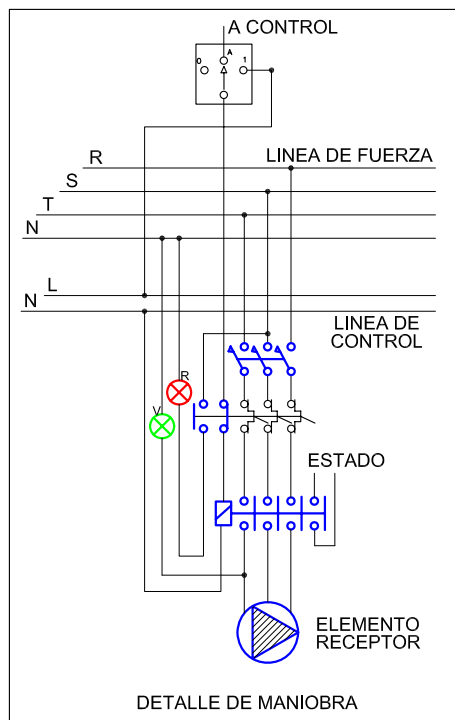 A CONTROL
A
0 1
R LINEA DE FUERZA
S
T
N
L
N
LINEA DE
CONTROL
R
V
ESTADO
ELEMENTO
RECEPTOR
DETALLE DE MANIOBRA